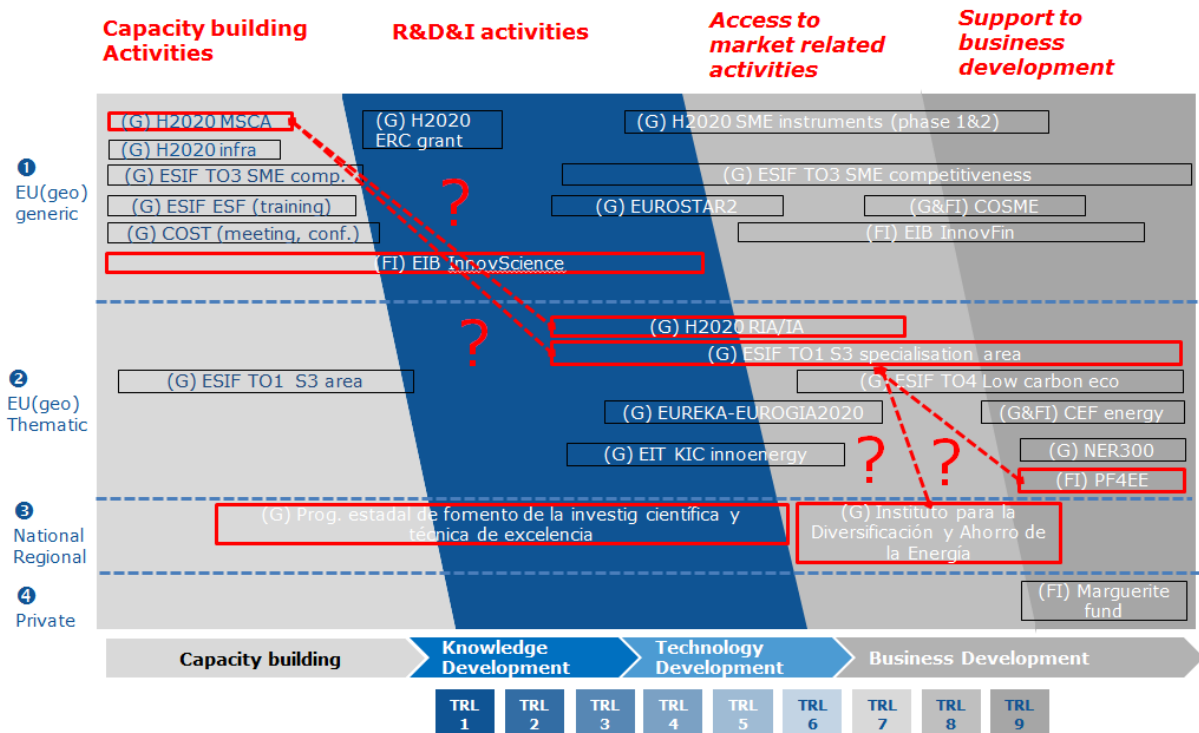 Capacity building
Activities
R&D&I activities
Access to
market related
activities
Support to
business
development
❶
EU(geo)
generic
(G) H2020 MSCA
(G) H2020 infra
(G) ESIF TO3 SME comp.
(G) ESIF ESF (training)
(G) COST (meeting, conf.)
(FI) EIB InnovScience
(G) H2020
ERC grant
(G) H2020 SME instruments (phase 1&2)
(G) ESIF TO3 SME competitiveness
(G) EUROSTAR2
(G&FI) COSME
(FI) EIB InnovFin
?
?
❷
EU(geo)
Thematic
(G) H2020 RIA/IA
(G) ESIF TO1 S3 specialisation area
(G) ESIF TO1 S3 area
(G) ESIF TO4 Low carbon eco
(G) EUREKA-EUROGIA2020
(G&FI) CEF energy
(G) EIT KIC innoenergy
?
?
(G) NER300
(FI) PF4EE
❸
National
Regional
(G) Prog. estadal de fomento de la investig científica y
técnica de excelencia
(G) Instituto para la
Diversificación y Ahorro de
la Energía
❹
Private
(FI) Marguerite
fund
Capacity building
Knowledge
Development
Technology
Development
Business Development
TRL
1
TRL
2
TRL
3
TRL
4
TRL
5
TRL
6
TRL
7
TRL
8
TRL
9